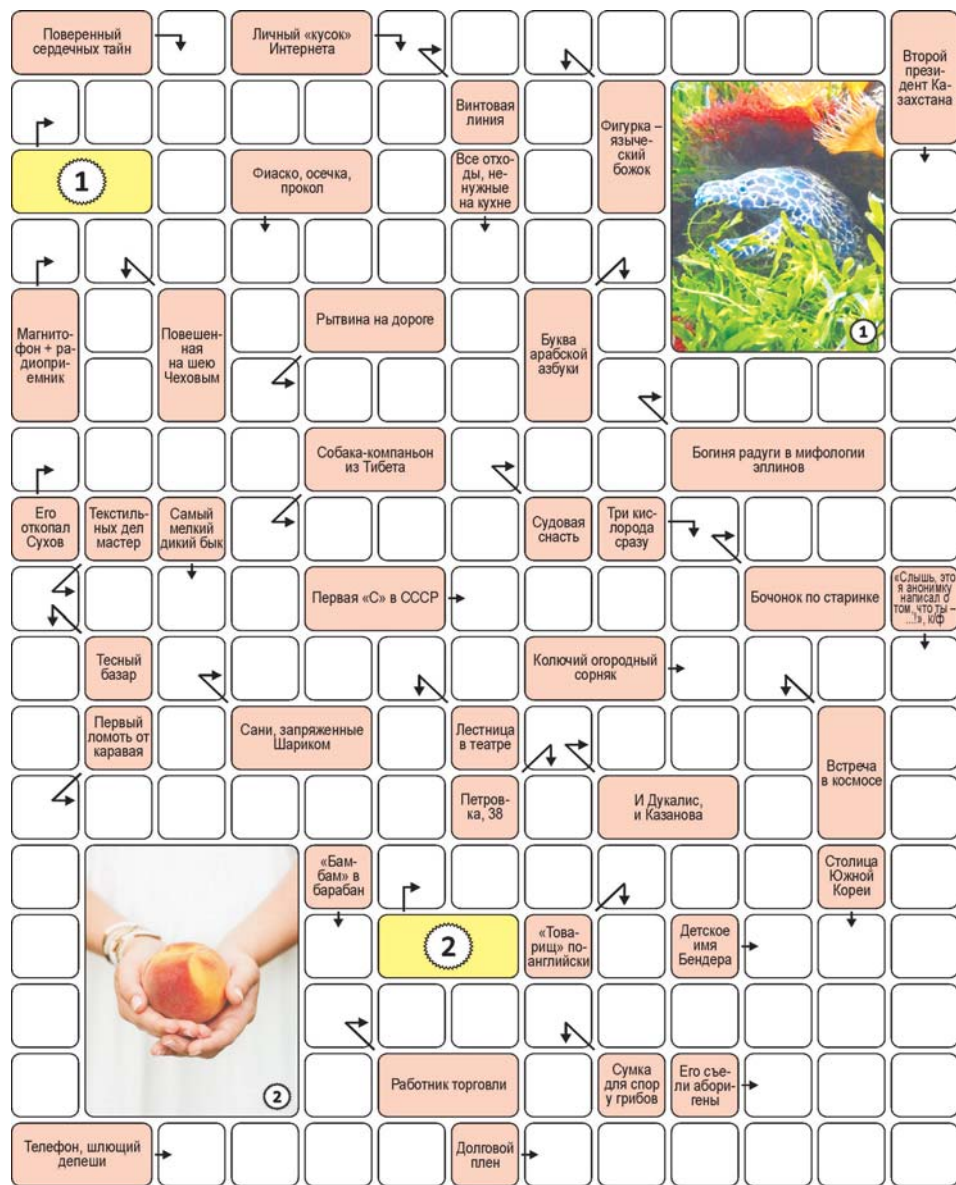 Поверенный
сердечных тайн
Личный «кусок»
Интернета
Второй
прези-
дент Ка-
захстана
Винтовая
линия
Фигурка –
языче-
ский
божок
1
Фиаско, осечка,
прокол
Все отхо-
ды, не-
нужные
на кухне
Магнито-
фон + ра-
диопри-
емник
Повешен-
ная
на шею
Чеховым
Рытвина на дороге
Буква
арабской
азбуки
1
Собака-компаньон
из Тибета
Богиня радуги в мифологии
эллинов
Его
откопал
Сухов
Текстиль-
ных дел
мастер
Самый
мелкий
дикий бык
Судовая
снасть
Три кис-
лорода
сразу
Первая «С» в СССР
Бочонок по старинке
«Слышь, это
я анонимку
написал о
том, что ты –
...!», к/ф
Тесный
базар
Колючий огородный
сорняк
Первый
ломоть от
каравая
Сани, запряженные
Шариком
Лестница
в театре
Встреча
в космосе
Петров-
ка, 38
И Дукалис,
и Казанова
«Бам-
бам» в
барабан
Столица
Южной
Кореи
2
«Това-
рищ» по-
английски
Детское
имя
Бендера
2
Работник торговли
Сумка
для спор
у грибов
Его съе-
ли абори-
гены
Телефон, шлющий
депеши
Долговой
плен